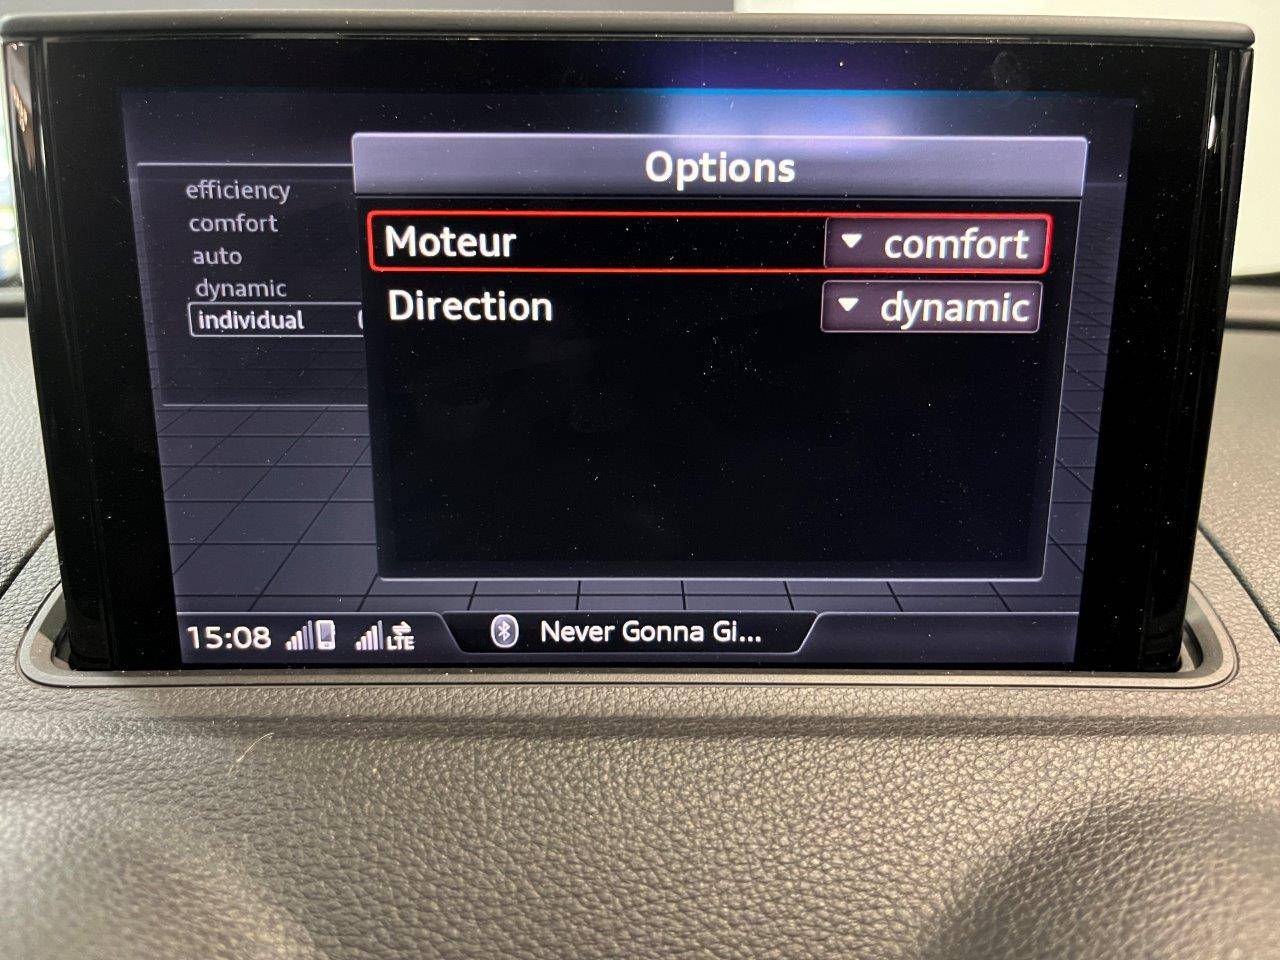 Options
efficiency
comfort
auto
dynamic
individual
Moteur comfort
Direction dynamic
15:08 LTE Never Gonna Gi...